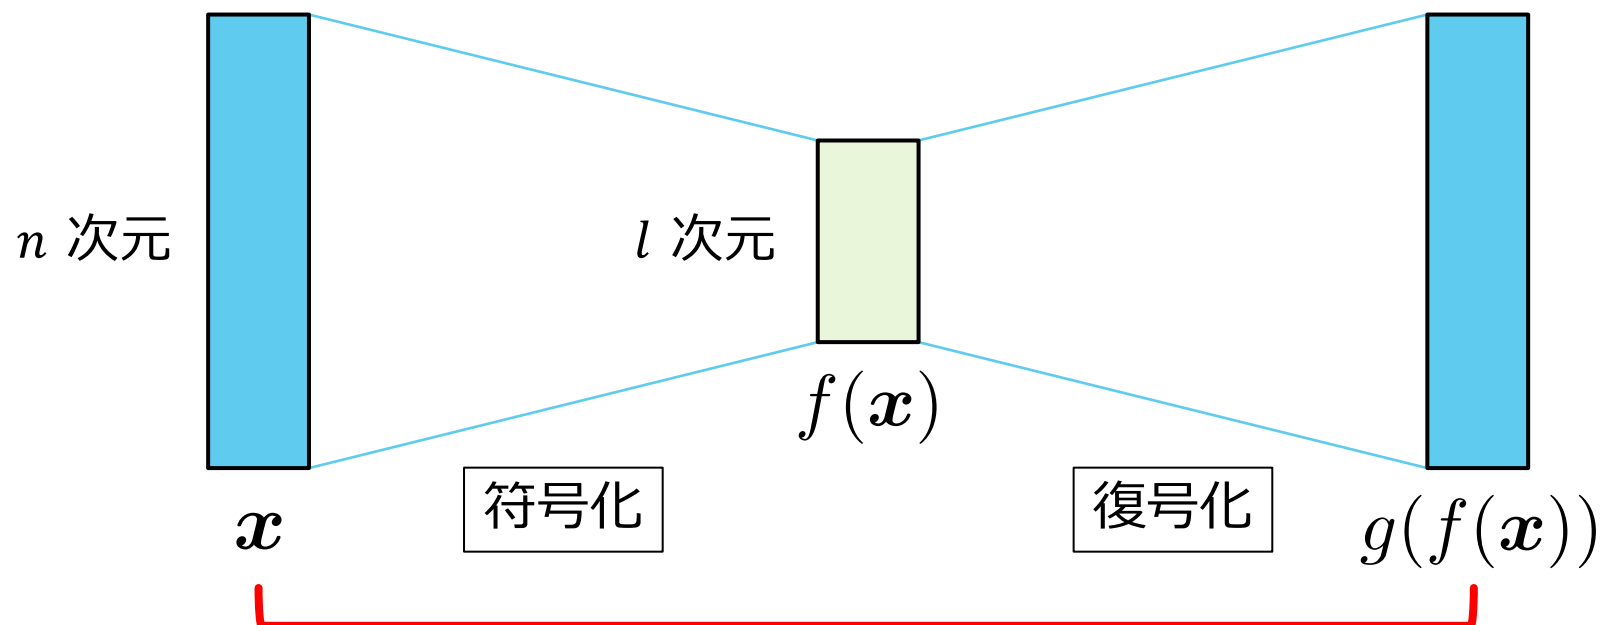 n 次元
l 次元
f(x)
符号化
復号化
x
g(f(x))